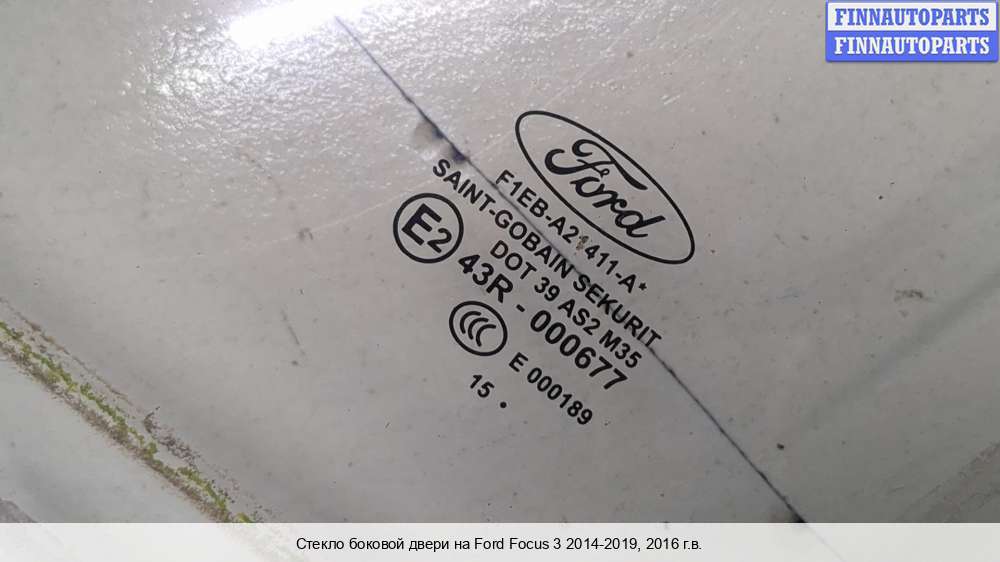 FINNAUTOPARTS
FINNAUTOPARTS
Ford
F1EB-A21411-A*
SAINT-GOBAIN SEKURIT
DOT 39 AS2 M35
E2 43R - 000677
CCC E 000189
15 .
Стекло боковой двери на Ford Focus 3 2014-2019, 2016 г.в.